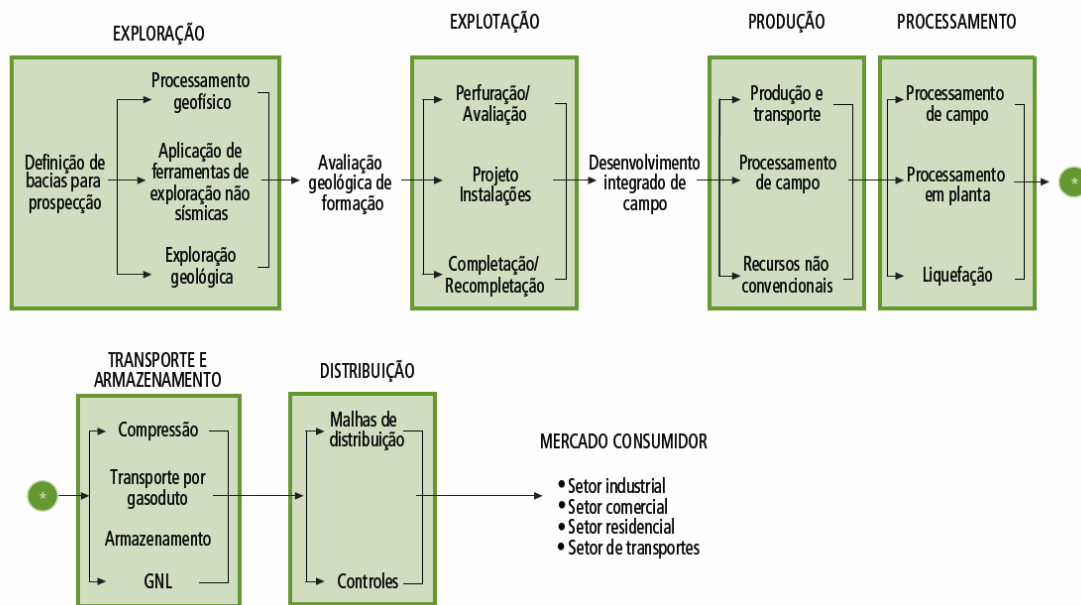 EXPLORAÇÃO
Definição de
bacias para
prospecção
Processamento
geofísico
Aplicação de
ferramentas de
exploração não
sísmicas
Exploração
geológica
Avaliação
geológica de
formação
EXPLOTAÇÃO
Perfuração/
Avaliação
Projeto
Instalações
Completação/
Recompletação
Desenvolvimento
integrado de
campo
PRODUÇÃO
Produção e
transporte
Processamento
de campo
Recursos não
convencionais
PROCESSAMENTO
Processamento
de campo
Processamento
em planta
Liquefação
*
*
TRANSPORTE E
ARMAZENAMENTO
Compressão
Transporte por
gasoduto
Armazenamento
GNL
DISTRIBUIÇÃO
Malhas de
distribuição
Controles
MERCADO CONSUMIDOR
• Setor industrial
• Setor comercial
• Setor residencial
• Setor de transportes